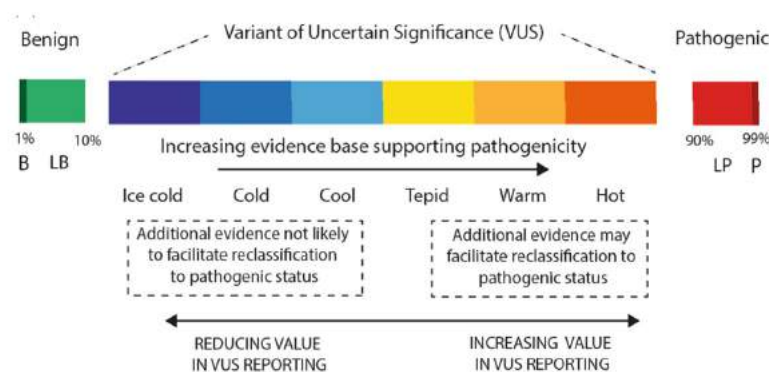 Benign
Variant of Uncertain Significance (VUS)
Pathogenic
1%
10%
90%
99%
B
LB
LP
P
Increasing evidence base supporting pathogenicity
Ice cold
Cold
Cool
Tepid
Warm
Hot
Additional evidence not likely
to facilitate reclassification
to pathogenic status
Additional evidence may
facilitate reclassification to
pathogenic status
REDUCING VALUE
IN VUS REPORTING
INCREASING VALUE
IN VUS REPORTING